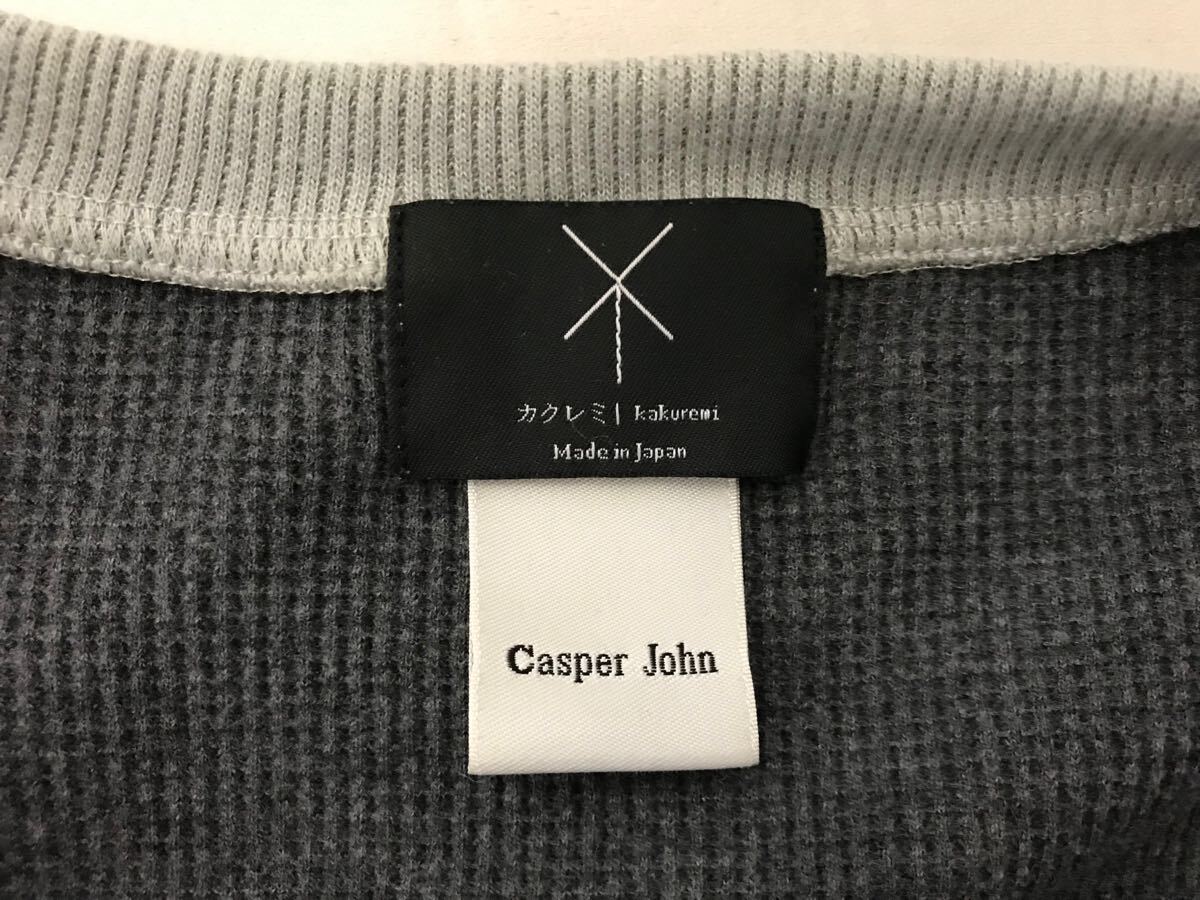 カクレミ | kakuremi
Made in Japan
Casper John